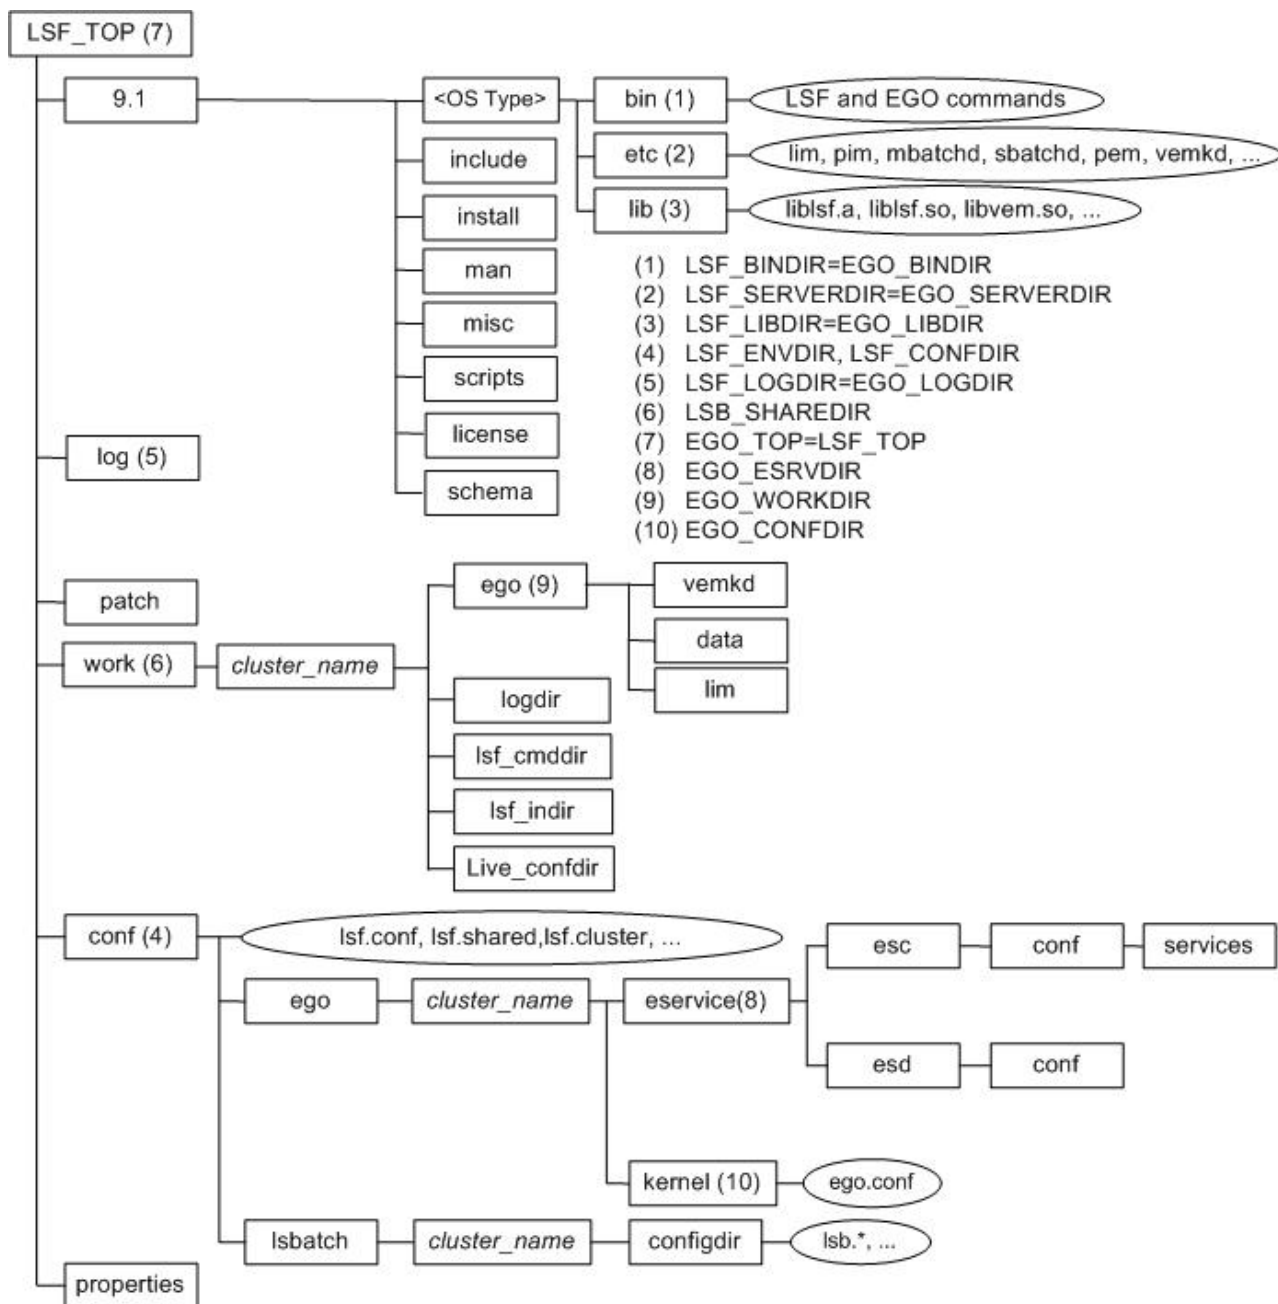 LSF_TOP (7)
9.1
<OS Type>
bin (1)
LSF and EGO commands
include
etc (2)
lim, pim, mbatchd, sbatchd, pem, vemkd, ...
install
lib (3)
liblsf.a, liblsf.so, libvem.so, ...
man
misc
scripts
license
schema
(1) LSF_BINDIR=EGO_BINDIR
(2) LSF_SERVERDIR=EGO_SERVERDIR
(3) LSF_LIBDIR=EGO_LIBDIR
(4) LSF_ENVDIR, LSF_CONFDIR
(5) LSF_LOGDIR=EGO_LOGDIR
(6) LSB_SHAREDIR
(7) EGO_TOP=LSF_TOP
(8) EGO_ESRVDIR
(9) EGO_WORKDIR
(10) EGO_CONFDIR
log (5)
patch
work (6)
cluster_name
ego (9)
vemkd
data
lim
logdir
lsf_cmddir
lsf_indir
Live_confdir
conf (4)
lsf.conf, lsf.shared,lsf.cluster, ...
ego
cluster_name
eservice(8)
esc
conf
services
esd
conf
kernel (10)
ego.conf
lsbatch
cluster_name
configdir
lsb.*, ...
properties